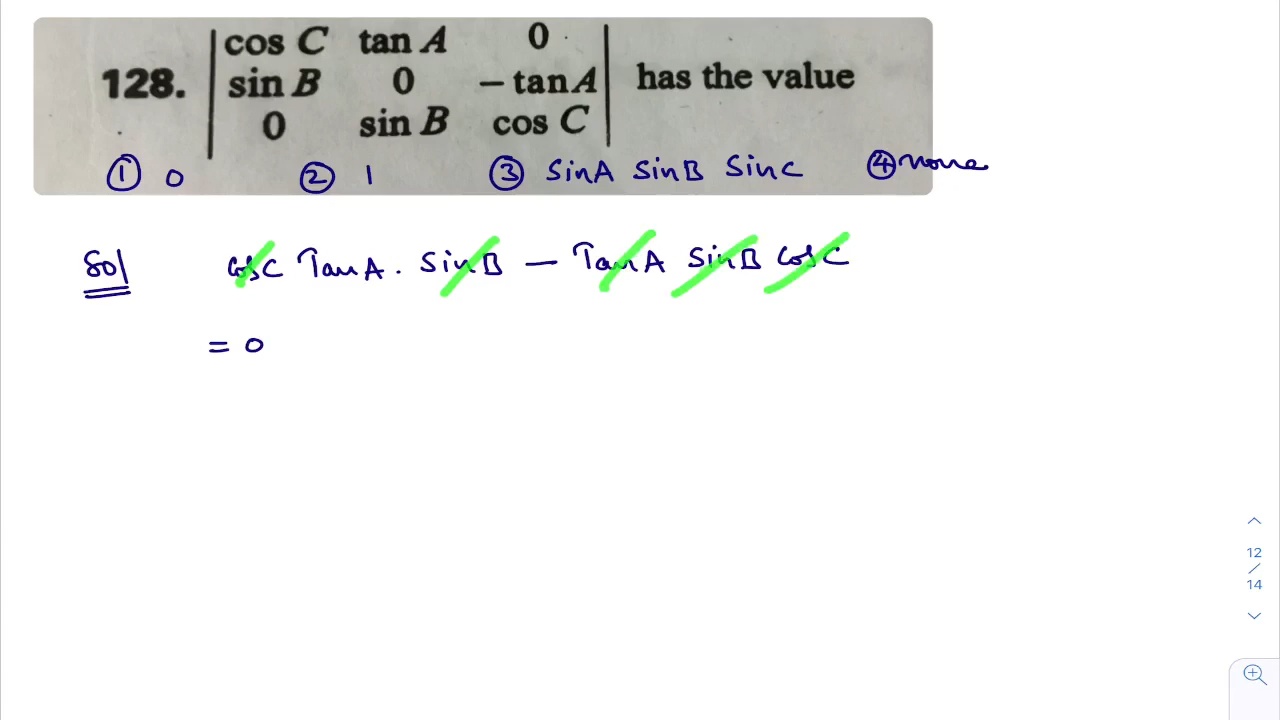 cos C tan A 0
128. sin B 0 – tan A has the value
0 sin B cos C
① 0 ② 1 ③ SinA SinB SinC ④ none
Sol CosC TanA . SinB — TanA SinB CosC
= 0
12
/
14